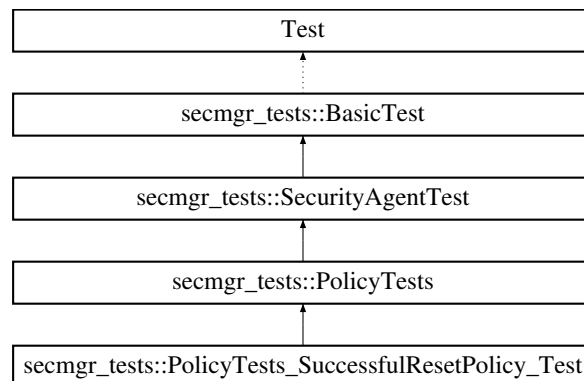 Test
secmgr_tests::BasicTest
secmgr_tests::SecurityAgentTest
secmgr_tests::PolicyTests
secmgr_tests::PolicyTests_SuccessfulResetPolicy_Test